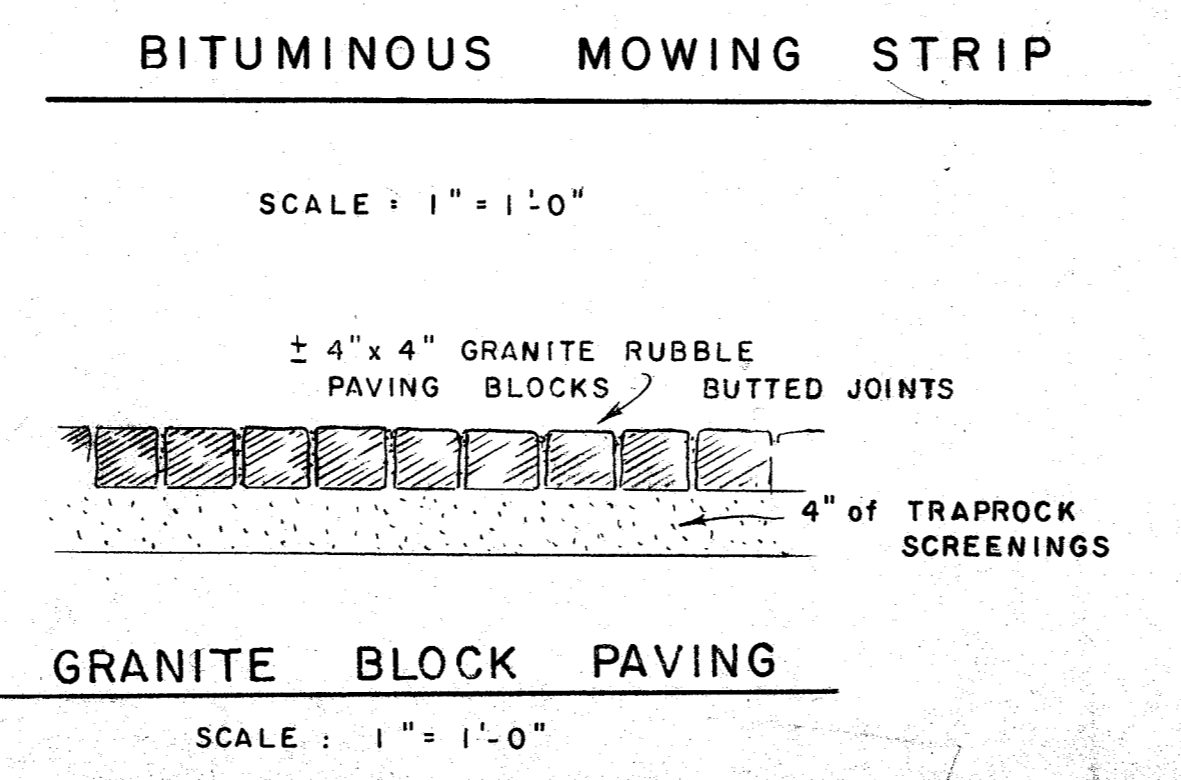 BITUMINOUS MOWING STRIP
SCALE : 1" = 1'-0"
± 4" x 4" GRANITE RUBBLE
PAVING BLOCKS BUTTED JOINTS
4" of TRAPROCK
SCREENINGS
GRANITE BLOCK PAVING
SCALE : 1" = 1'-0"